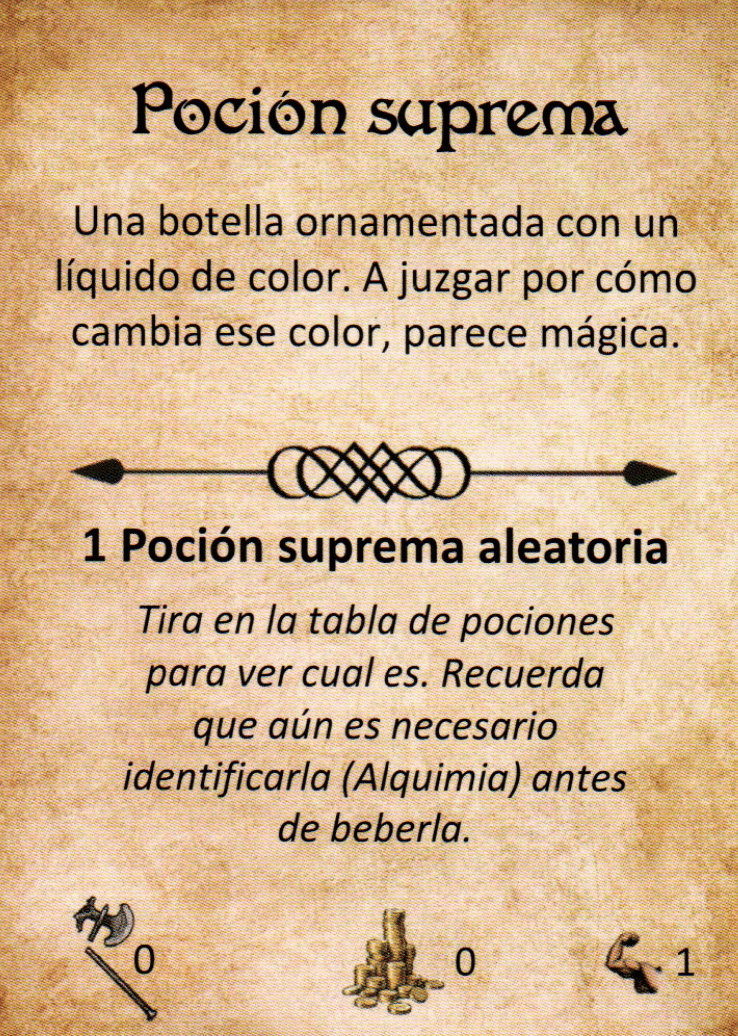 Poción suprema
Una botella ornamentada con un
líquido de color. A juzgar por cómo
cambia ese color, parece mágica.
1 Poción suprema aleatoria
Tira en la tabla de pociones
para ver cual es. Recuerda
que aún es necesario
identificarla (Alquimia) antes
de beberla.
0 0 1